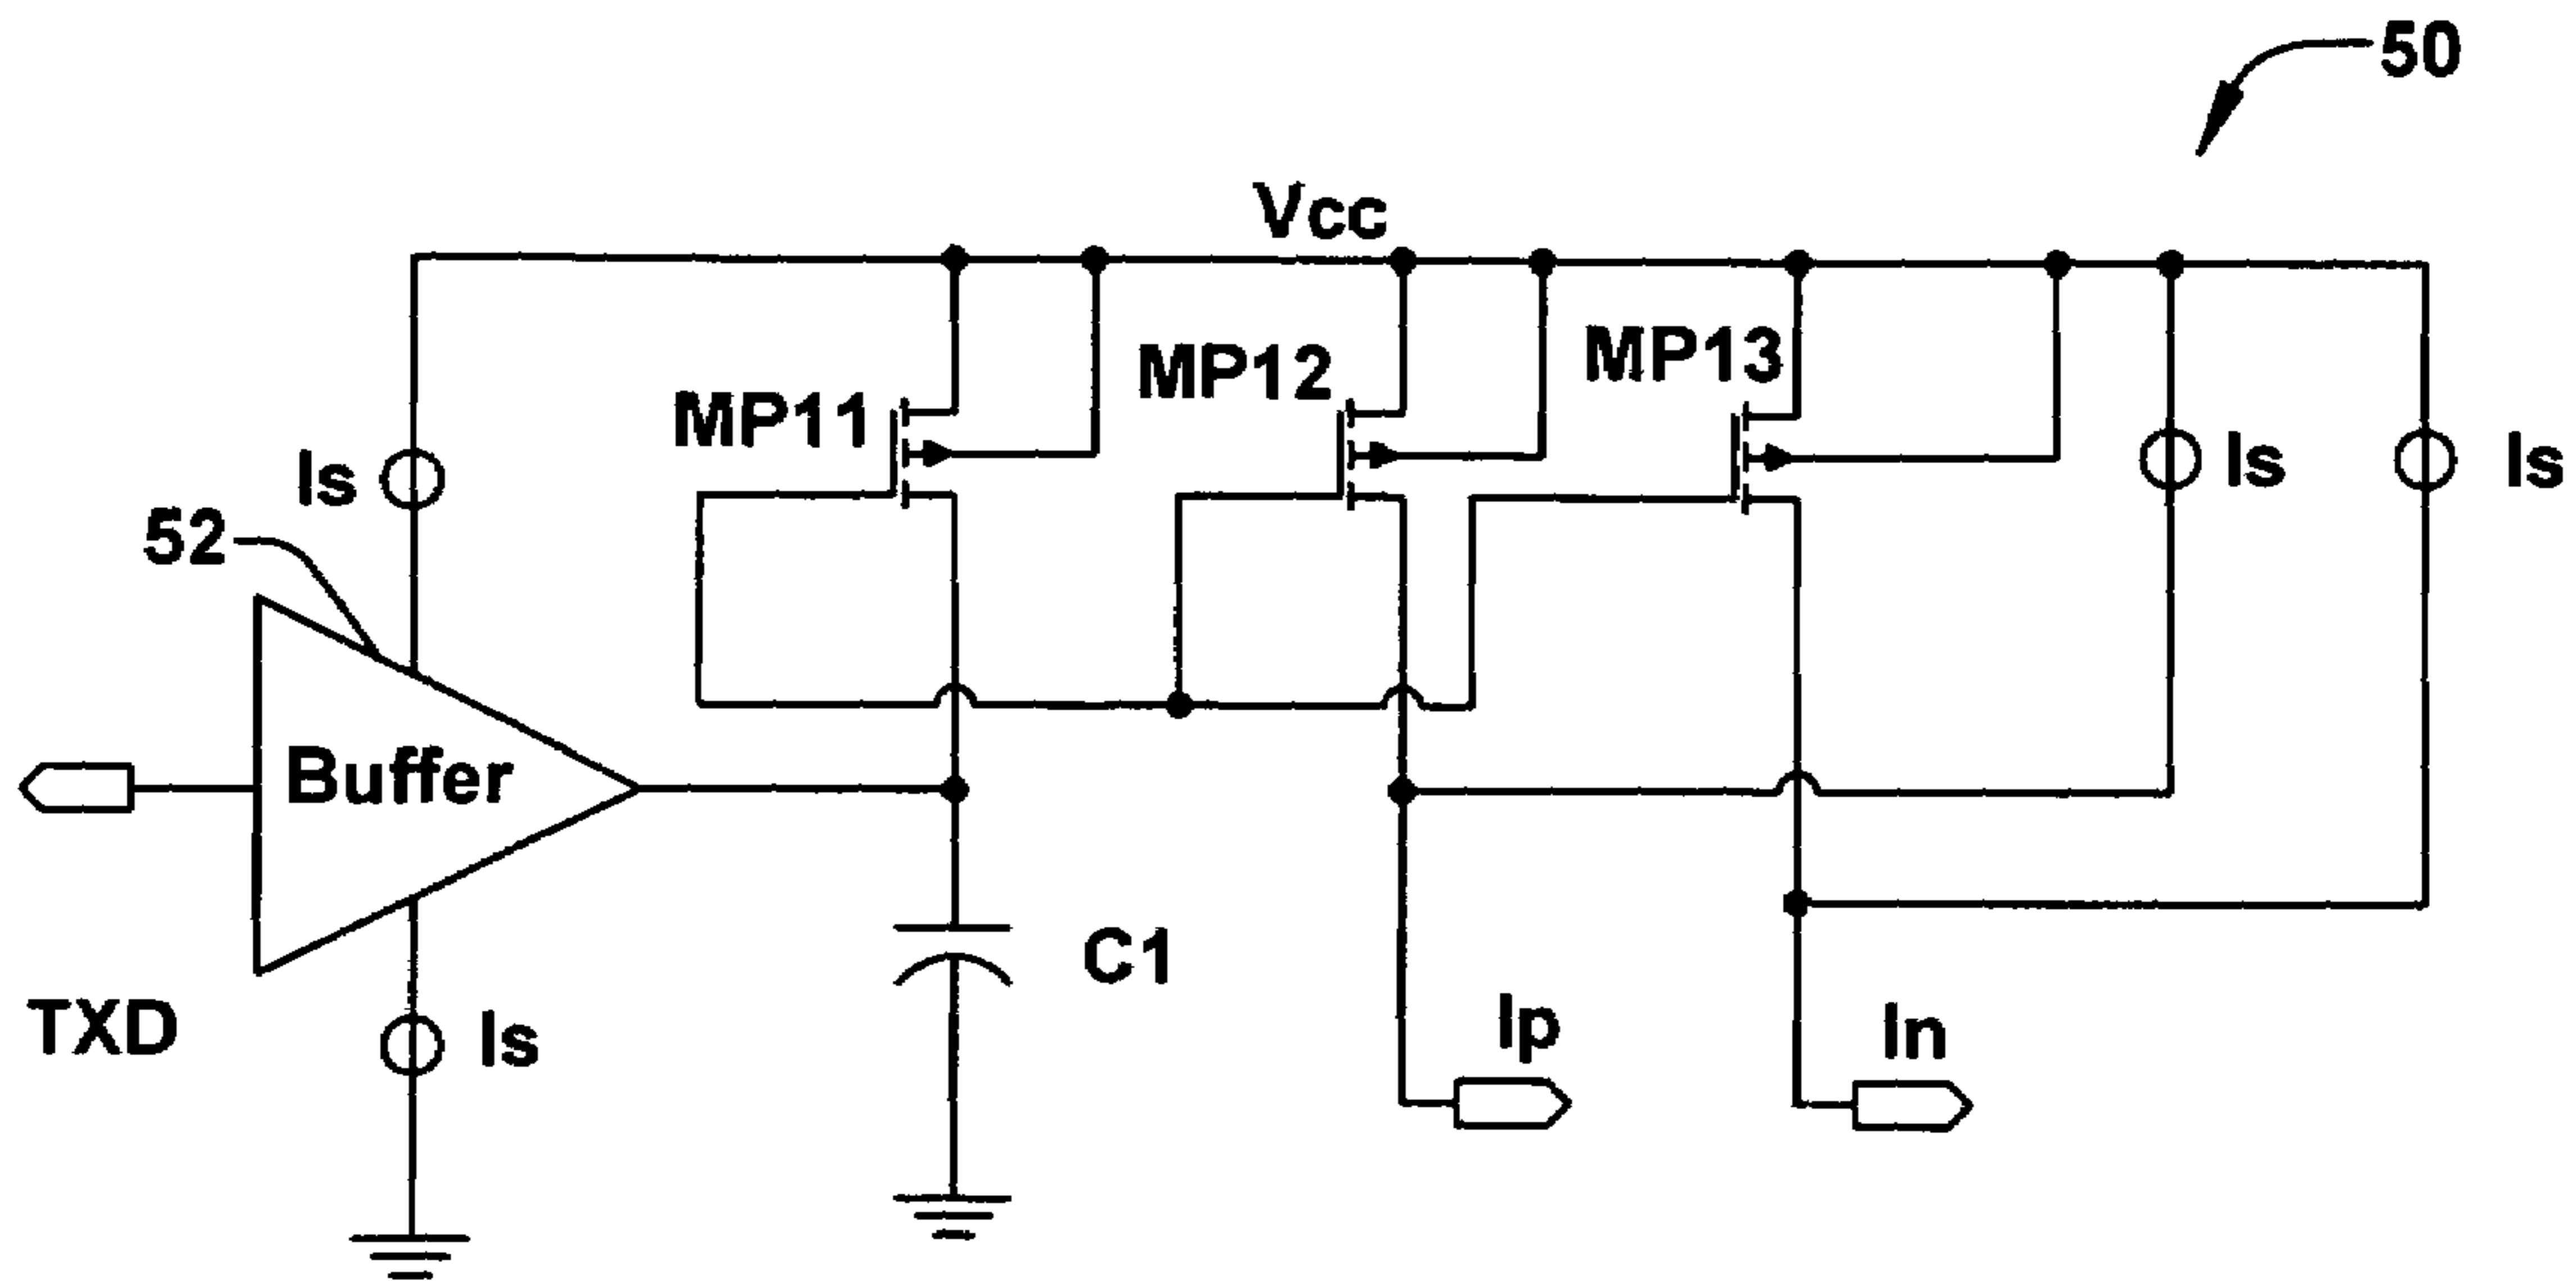 50
Vcc
MP11
MP12
MP13
Is
Is
Is
52
Buffer
C1
TXD
Is
Ip
In